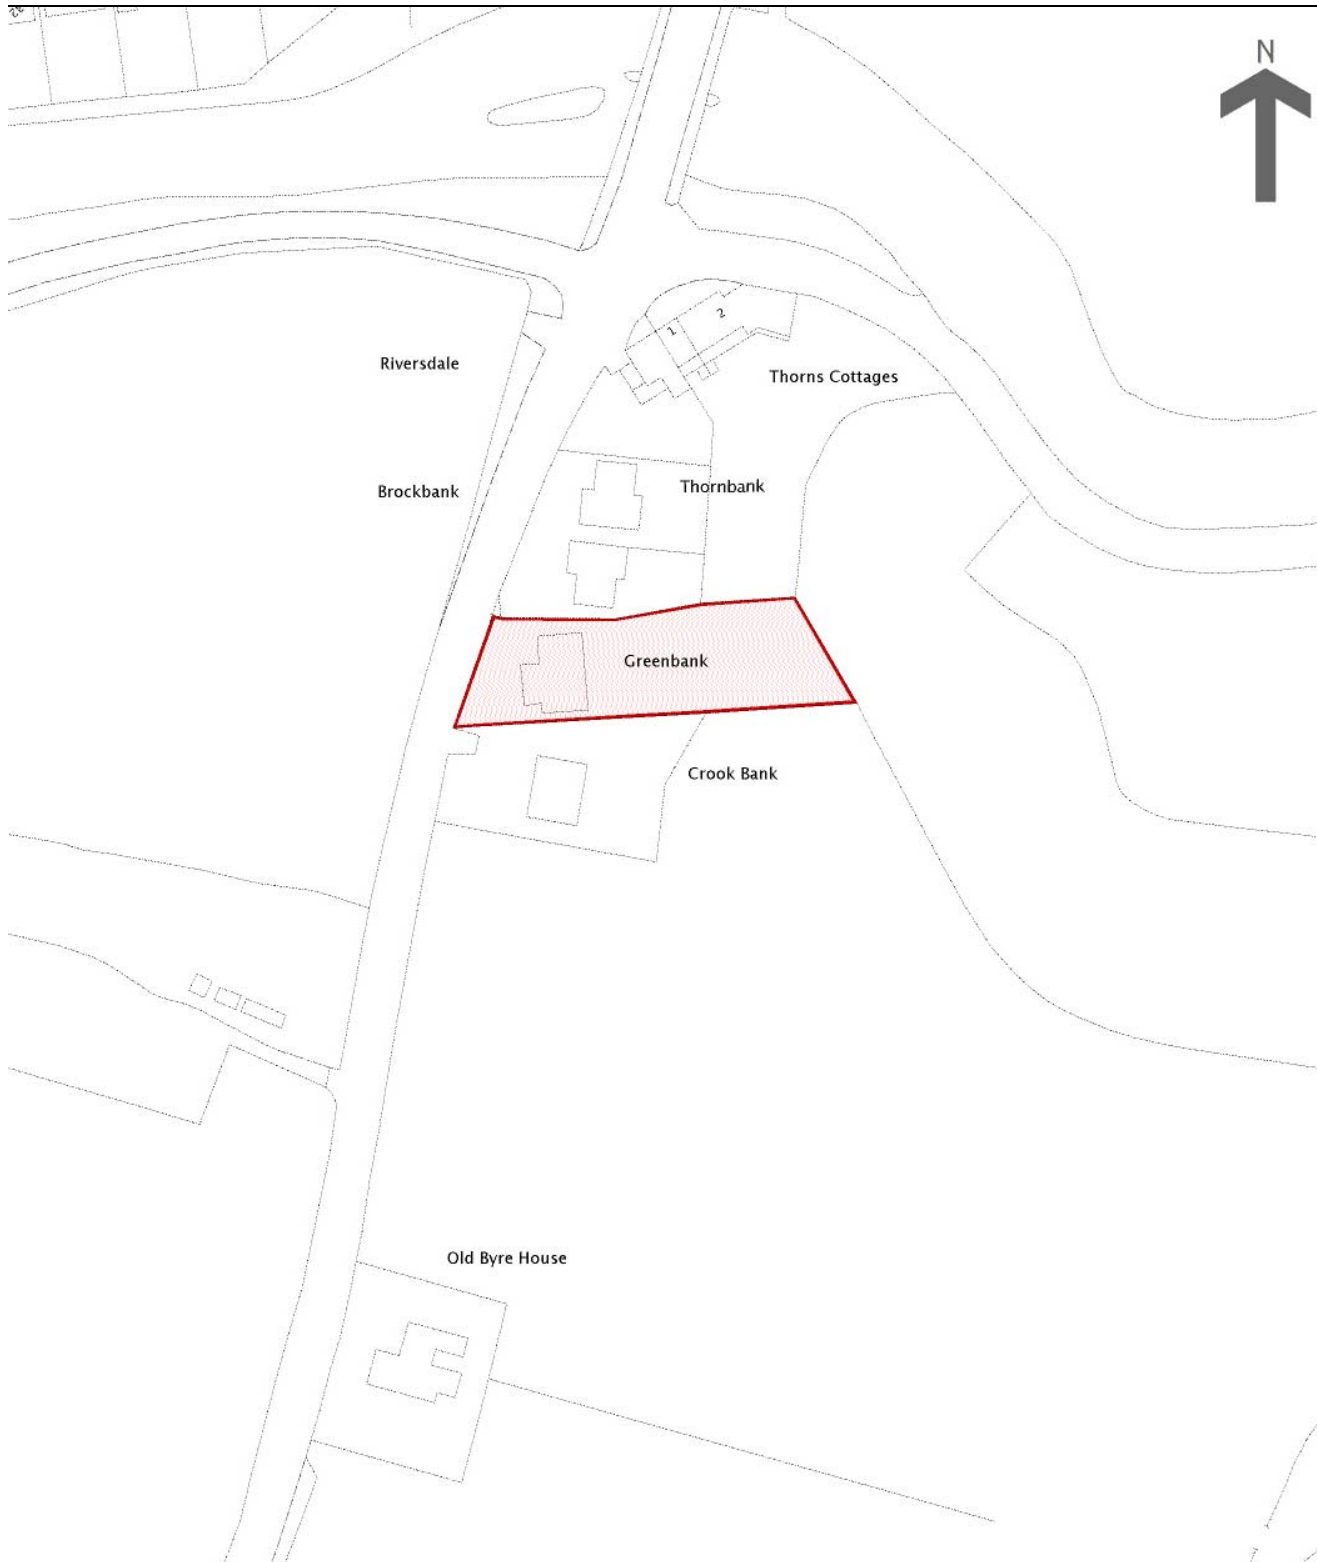 N
1
2
Riversdale
Thorns Cottages
Brockbank
Thornbank
Greenbank
Crook Bank
Old Byre House